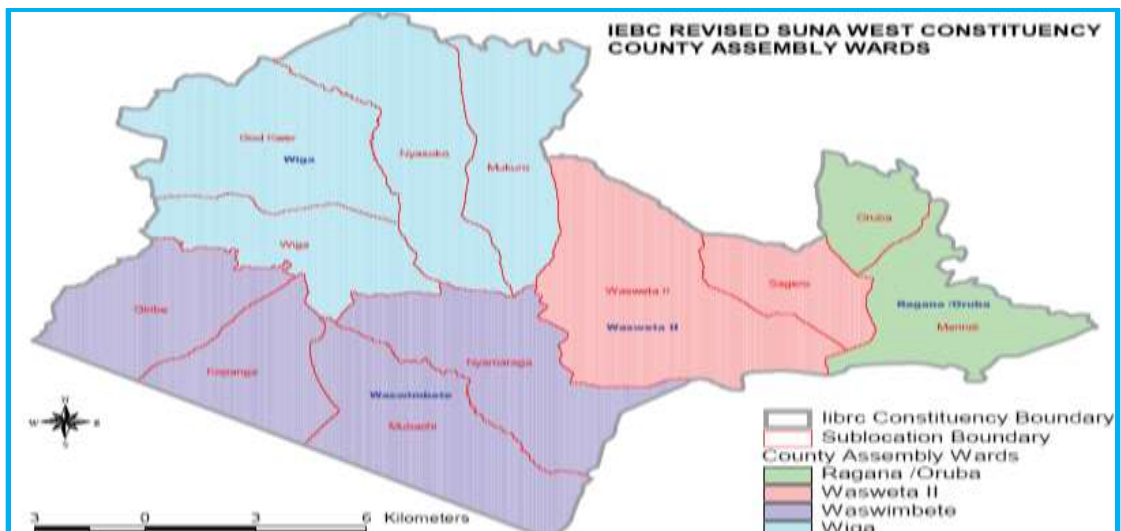 IEBC REVISED SUNA WEST CONSTITUENCY
COUNTY ASSEMBLY WARDS
God Kwer
Wiga
Nyasoko
Mukuro
Oruba
Wiga
Wasweta II
Sagero
Ragana /Oruba
Wasweta II
Nyamaraga
Waswimbete
N
W
E
S
Iibrc Constituency Boundary
Sublocation Boundary
County Assembly Wards
Ragana /Oruba
Wasweta II
Waswimbete
Wiga
3 0 3 6 Kilometers